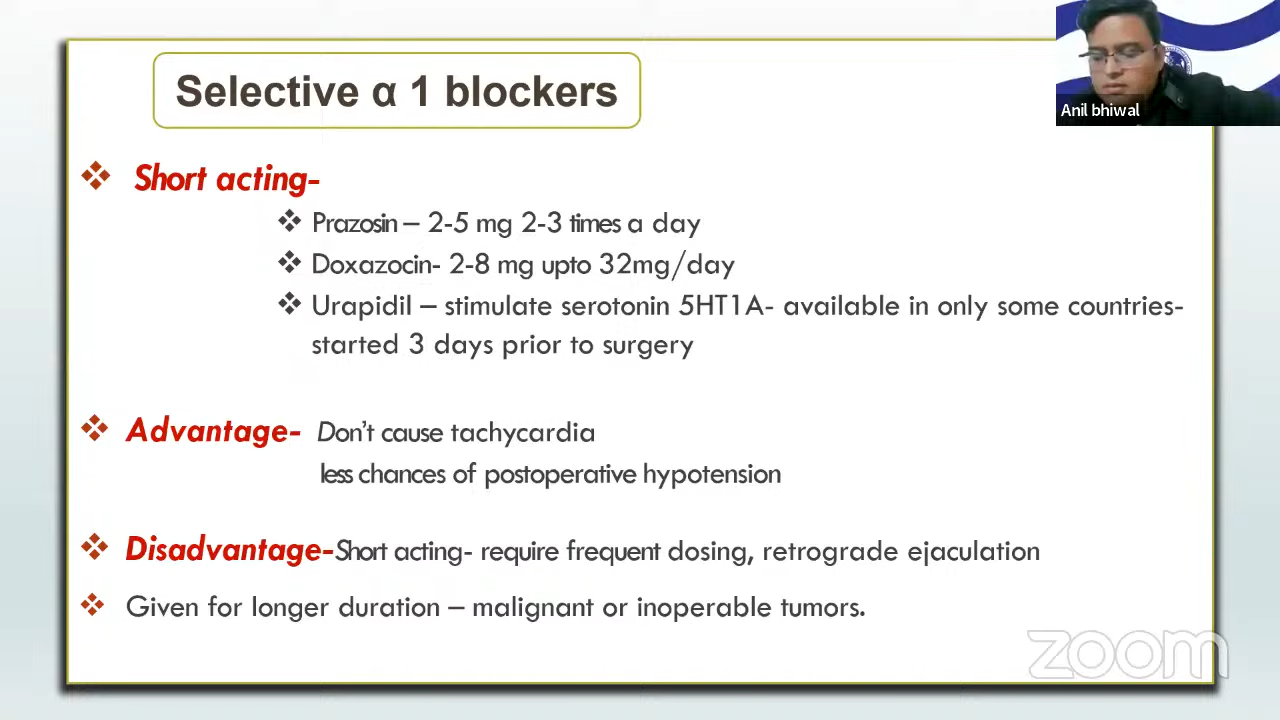 Selective α 1 blockers
Anil bhiwal
Short acting-
Prazosin – 2-5 mg 2-3 times a day
Doxazocin- 2-8 mg upto 32mg/day
Urapidil – stimulate serotonin 5HT1A- available in only some countries-
started 3 days prior to surgery
Advantage- Don't cause tachycardia
less chances of postoperative hypotension
Disadvantage-Short acting- require frequent dosing, retrograde ejaculation
Given for longer duration – malignant or inoperable tumors.
zoom